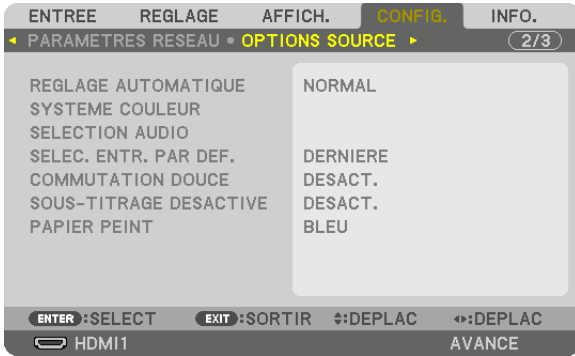 ENTREE REGLAGE AFFICH. CONFIG. INFO.
◂ PARAMETRES RESEAU • OPTIONS SOURCE ▸ 2/3
REGLAGE AUTOMATIQUE NORMAL
SYSTEME COULEUR
SELECTION AUDIO
SELEC. ENTR. PAR DEF. DERNIERE
COMMUTATION DOUCE DESACT.
SOUS-TITRAGE DESACTIVE DESACT.
PAPIER PEINT BLEU
ENTER :SELECT EXIT :SORTIR ⬍:DEPLAC ⬌:DEPLAC
HDMI1 AVANCE